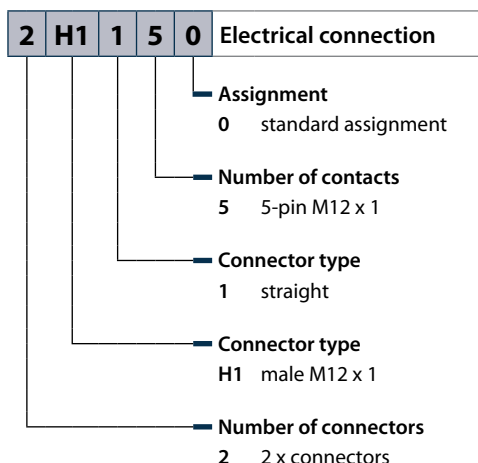 2 H1 1 5 0 Electrical connection
Assignment
0 standard assignment
Number of contacts
5 5-pin M12 x 1
Connector type
1 straight
Connector type
H1 male M12 x 1
Number of connectors
2 2 x connectors